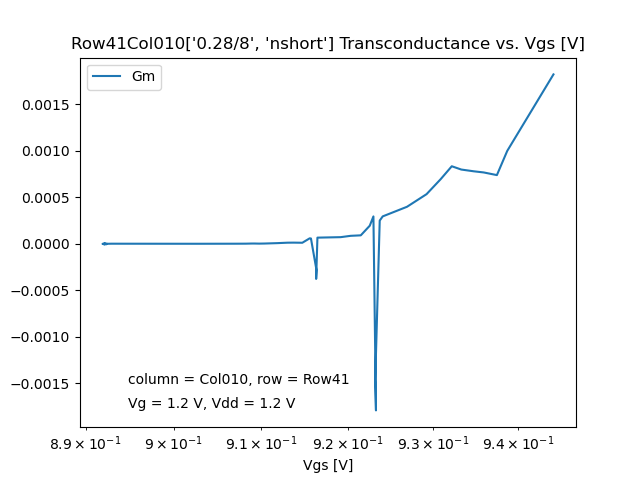 Row41Col010['0.28/8', 'nshort'] Transconductance vs. Vgs [V]
Gm
0.0015
0.0010
0.0005
0.0000
−0.0005
−0.0010
−0.0015
column = Col010, row = Row41
Vg = 1.2 V, Vdd = 1.2 V
8.9 × 10⁻¹ 9 × 10⁻¹ 9.1 × 10⁻¹ 9.2 × 10⁻¹ 9.3 × 10⁻¹ 9.4 × 10⁻¹
Vgs [V]